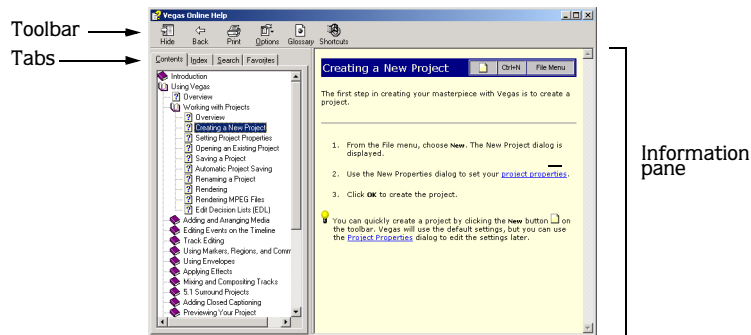 Vegas Online Help
Toolbar
Hide Back Print Options Glossary Shortcuts
Tabs
Contents Index Search Favorites
Introduction
Using Vegas
Overview
Working with Projects
Overview
Creating a New Project
Setting Project Properties
Opening an Existing Project
Saving a Project
Automatic Project Saving
Renaming a Project
Rendering
Rendering MPEG Files
Edit Decision Lists (EDL)
Adding and Arranging Media
Editing Events on the Timeline
Track Editing
Using Markers, Regions, and Comm
Using Envelopes
Applying Effects
Mixing and Compositing Tracks
5.1 Surround Projects
Adding Closed Captioning
Previewing Your Project
Creating a New Project Ctrl+N File Menu
The first step in creating your masterpiece with Vegas is to create a
project.
1. From the File menu, choose New. The New Project dialog is
displayed.
2. Use the New Properties dialog to set your project properties.
3. Click OK to create the project.
You can quickly create a project by clicking the New button on
the toolbar. Vegas will use the default settings, but you can use
the Project Properties dialog to edit the settings later.
Information
pane